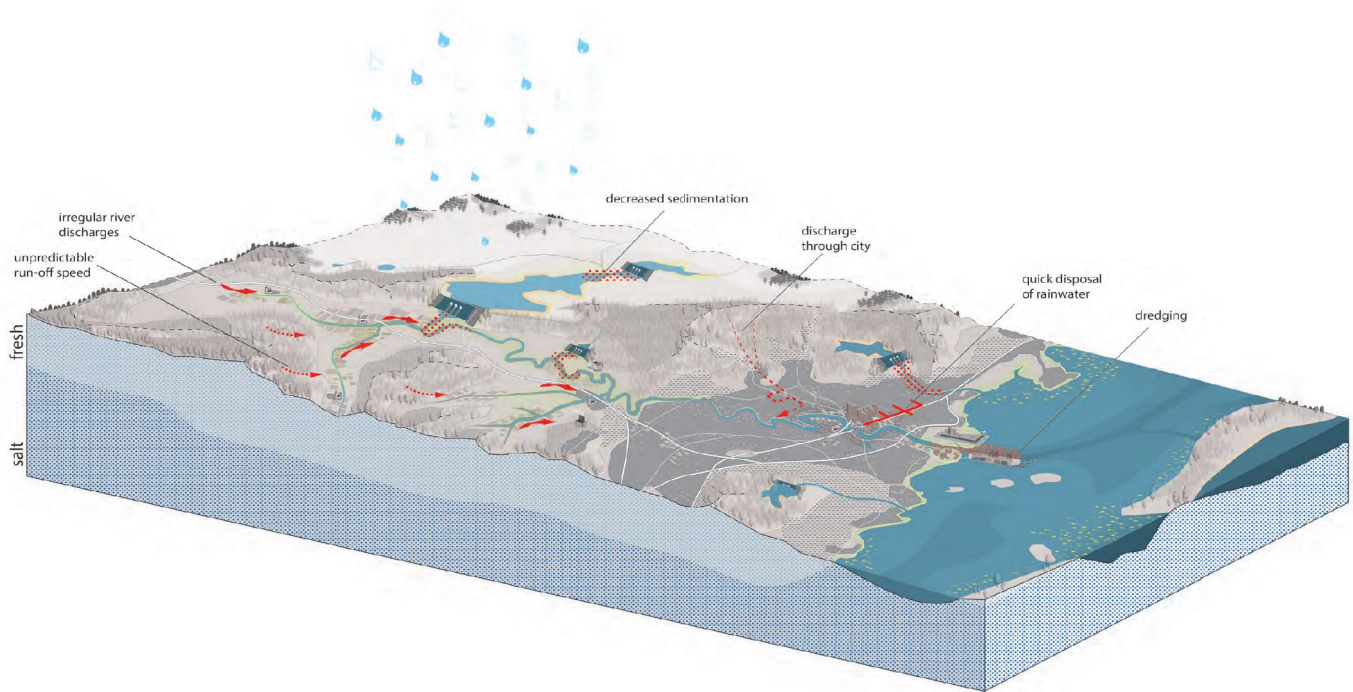 decreased sedimentation
irregular river
discharges
discharge
through city
unpredictable
run-off speed
quick disposal
of rainwater
dredging
fresh
salt